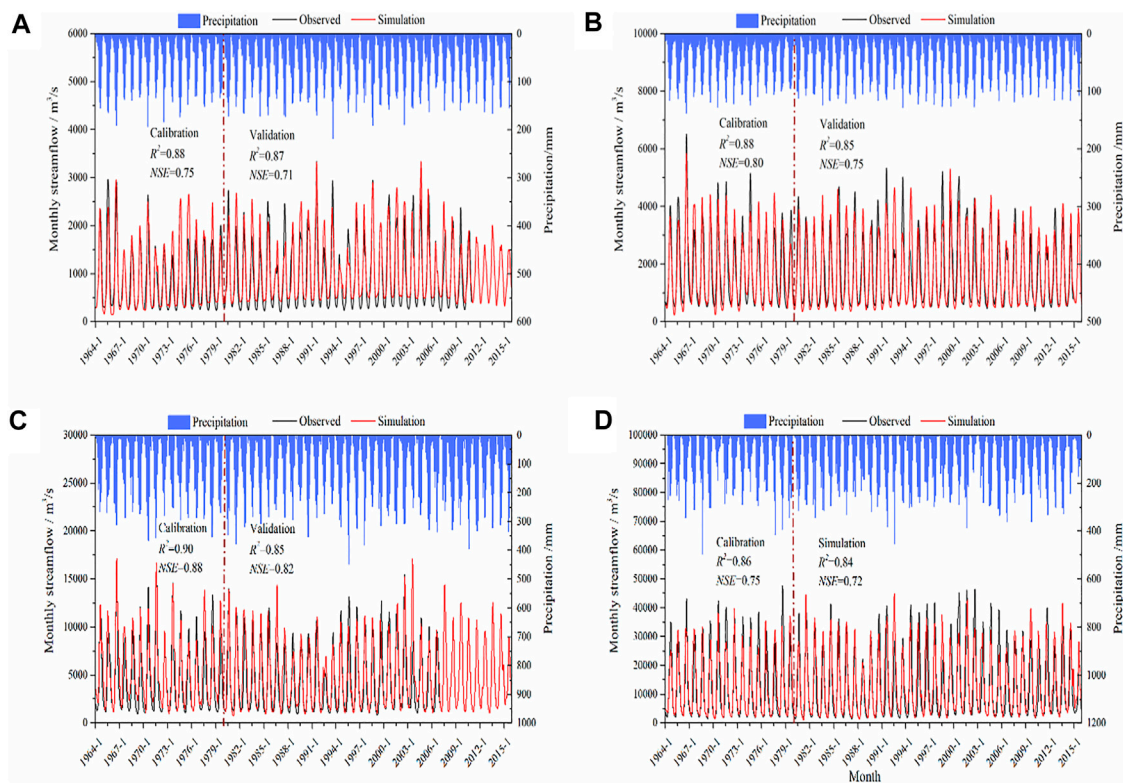 A
Precipitation Observed Simulation
6000 0
5000 100
4000 200
3000 300
2000 400
1000 500
0 600
Monthly streamflow / m³/s
Precipitation/mm
Calibration
R²=0.88
NSE=0.75
Validation
R²=0.87
NSE=0.71
1964-1 1967-1 1970-1 1973-1 1976-1 1979-1 1982-1 1985-1 1988-1 1991-1 1994-1 1997-1 2000-1 2003-1 2006-1 2009-1 2012-1 2015-1
B
Precipitation Observed Simulation
10000 0
8000 100
6000 200
4000 300
2000 400
0 500
Monthly streamflow / m³/s
Precipitation /mm
Calibration
R²=0.88
NSE=0.80
Validation
R²=0.85
NSE=0.75
1964-1 1967-1 1970-1 1973-1 1976-1 1979-1 1982-1 1985-1 1988-1 1991-1 1994-1 1997-1 2000-1 2003-1 2006-1 2009-1 2012-1 2015-1
C
Precipitation Observed Simulation
30000 0
25000 100
20000 200
15000 300
10000 400
5000 500
0 600
700
800
900
1000
Monthly streamflow / m³/s
Precipitation /mm
Calibration
R²=0.90
NSE=0.88
Validation
R²=0.85
NSE=0.82
1964-1 1967-1 1970-1 1973-1 1976-1 1979-1 1982-1 1985-1 1988-1 1991-1 1994-1 1997-1 2000-1 2003-1 2006-1 2009-1 2012-1 2015-1
D
Precipitation Observed Simulation
100000 0
90000 200
80000 400
70000 600
60000 800
50000 1000
40000 1200
30000
20000
10000
0
Monthly streamflow / m³/s
Precipitation /mm
Calibration
R²=0.86
NSE=0.75
Simulation
R²=0.84
NSE=0.72
1964-1 1967-1 1970-1 1973-1 1976-1 1979-1 1982-1 1985-1 1988-1 1991-1 1994-1 1997-1 2000-1 2003-1 2006-1 2009-1 2012-1 2015-1
Month